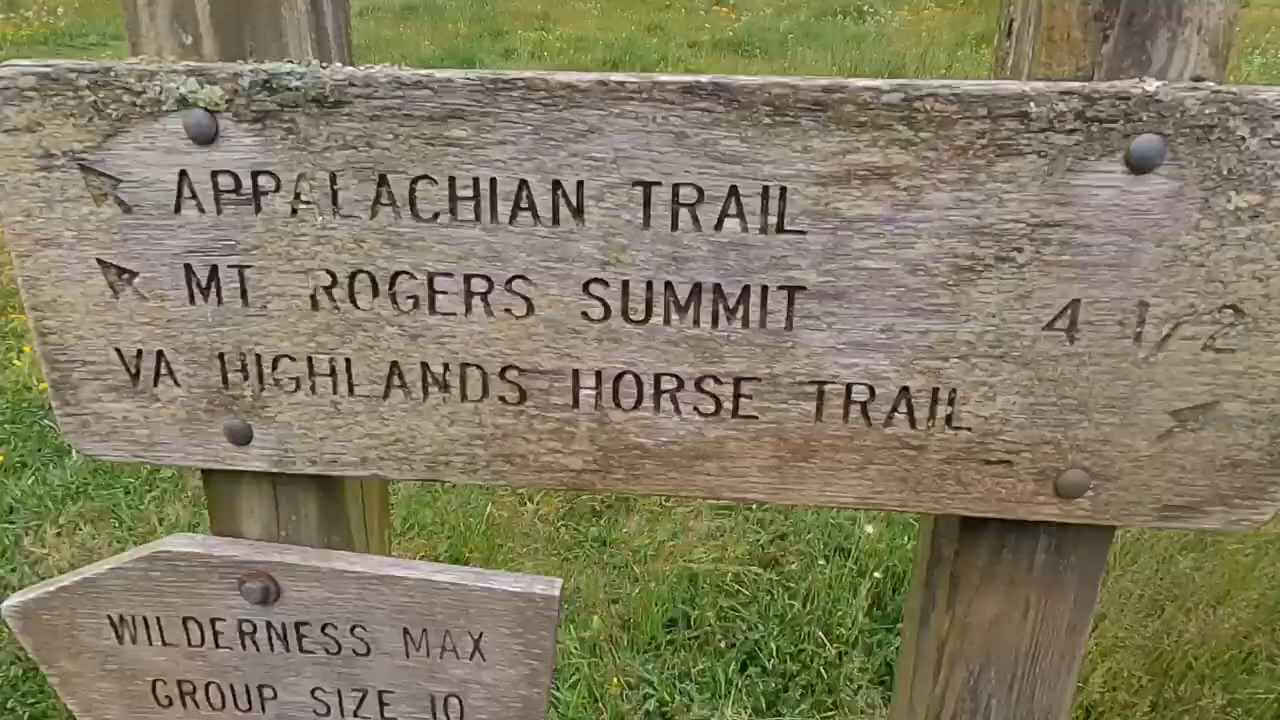 APPALACHIAN TRAIL
MT. ROGERS SUMMIT 4 1/2
VA HIGHLANDS HORSE TRAIL
WILDERNESS MAX
GROUP SIZE 10